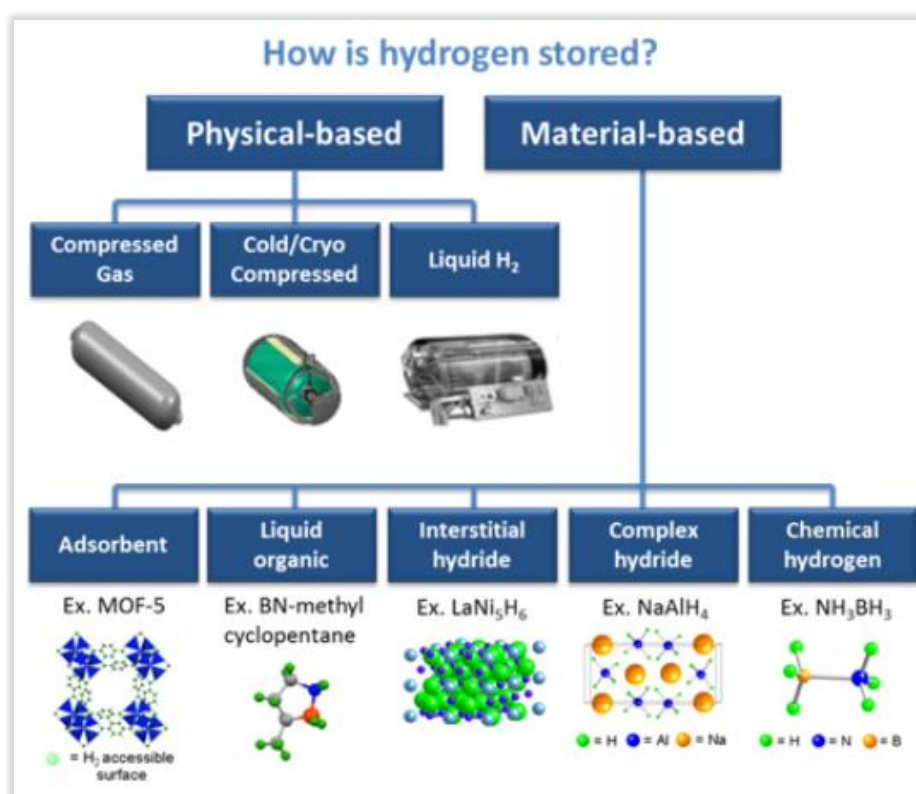 How is hydrogen stored?
Physical-based
Material-based
Compressed
Gas
Cold/Cryo
Compressed
Liquid H₂
Adsorbent
Liquid
organic
Interstitial
hydride
Complex
hydride
Chemical
hydrogen
Ex. MOF-5
Ex. BN-methyl
cyclopentane
Ex. LaNi₅H₆
Ex. NaAlH₄
Ex. NH₃BH₃
= H₂ accessible
surface
= H = Al = Na
= H = N = B